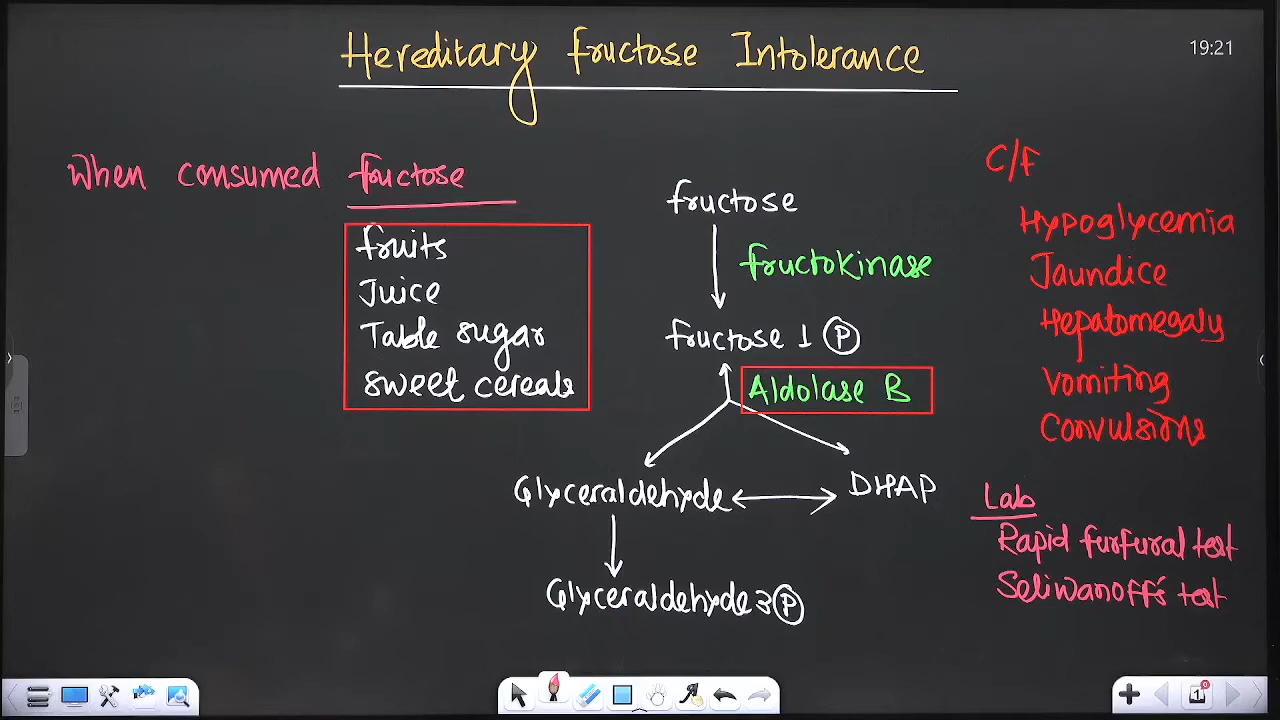 Hereditary fructose Intolerance
19:21
When consumed fructose
fruits
Juice
Table sugar
sweet cereals
fructose
fructokinase
fructose 1 P
Aldolase B
Glyceraldehyde
DHAP
Glyceraldehyde 3 P
C/F
Hypoglycemia
Jaundice
Hepatomegaly
Vomiting
Convulsions
Lab
Rapid furfural test
Seliwanoff's test
1